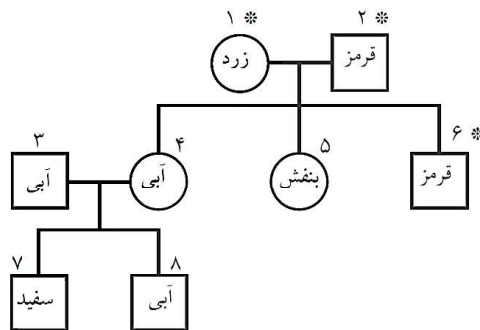 ۱ * ۲ *
زرد قرمز
۳ ۴ ۵ ۶ *
آبی آبی بنفش قرمز
۷ ۸
سفید آبی